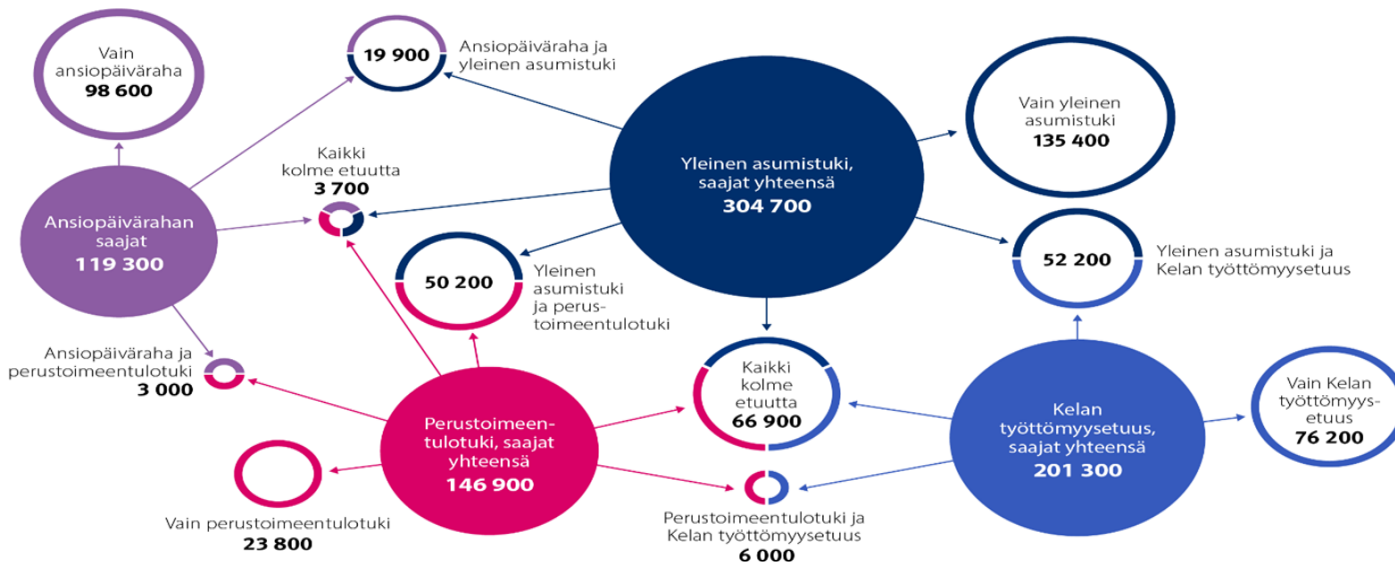 Vain
ansiopäiväraha
98 600
19 900
Ansiopäiväraha ja
yleinen asumistuki
Vain yleinen
asumistuki
135 400
Kaikki
kolme etuutta
3 700
Yleinen asumistuki,
saajat yhteensä
304 700
Ansiopäivärahan
saajat
119 300
50 200
Yleinen
asumistuki
ja perus-
toimeentulotuki
52 200
Yleinen asumistuki ja
Kelan työttömyysetuus
Ansiopäiväraha ja
perustoimeentulotuki
3 000
Kaikki
kolme
etuutta
66 900
Vain Kelan
työttömyys-
etuus
76 200
Perustoimeen-
tulotuki, saajat
yhteensä
146 900
Kelan
työttömyysetuus,
saajat yhteensä
201 300
Vain perustoimeentulotuki
23 800
Perustoimeentulotuki ja
Kelan työttömyysetuus
6 000